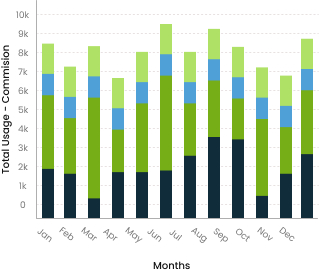 10k
9k
8k
7k
6k
5k
4k
3k
2k
1k
0
Total Usage - Commision
Jan
Feb
Mar
Apr
May
Jun
Jul
Aug
Sep
Oct
Nov
Dec
Months